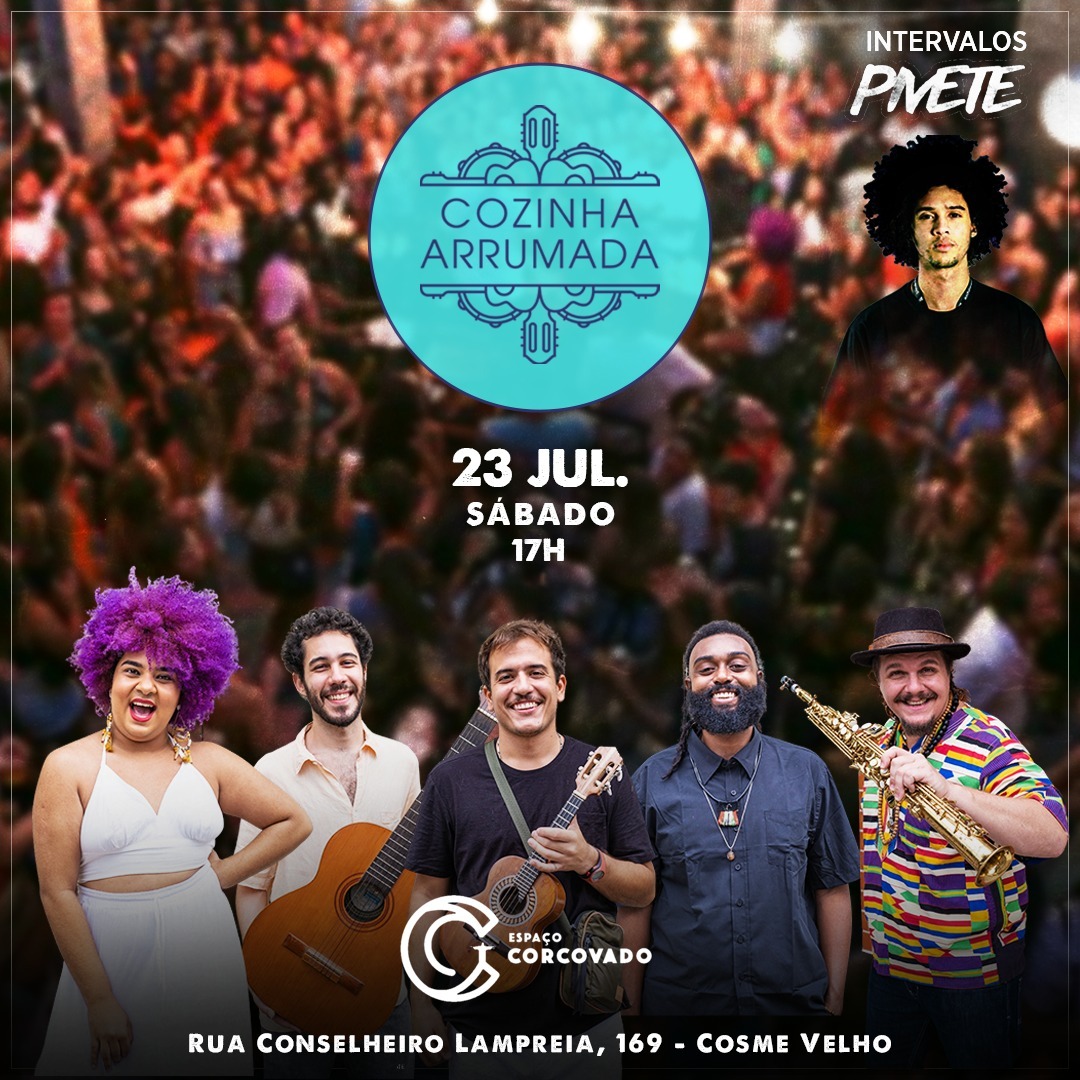 INTERVALOS
PIVETE
COZINHA
ARRUMADA
23 JUL.
SÁBADO
17H
ESPAÇO
CORCOVADO
RUA CONSELHEIRO LAMPREIA, 169 - COSME VELHO